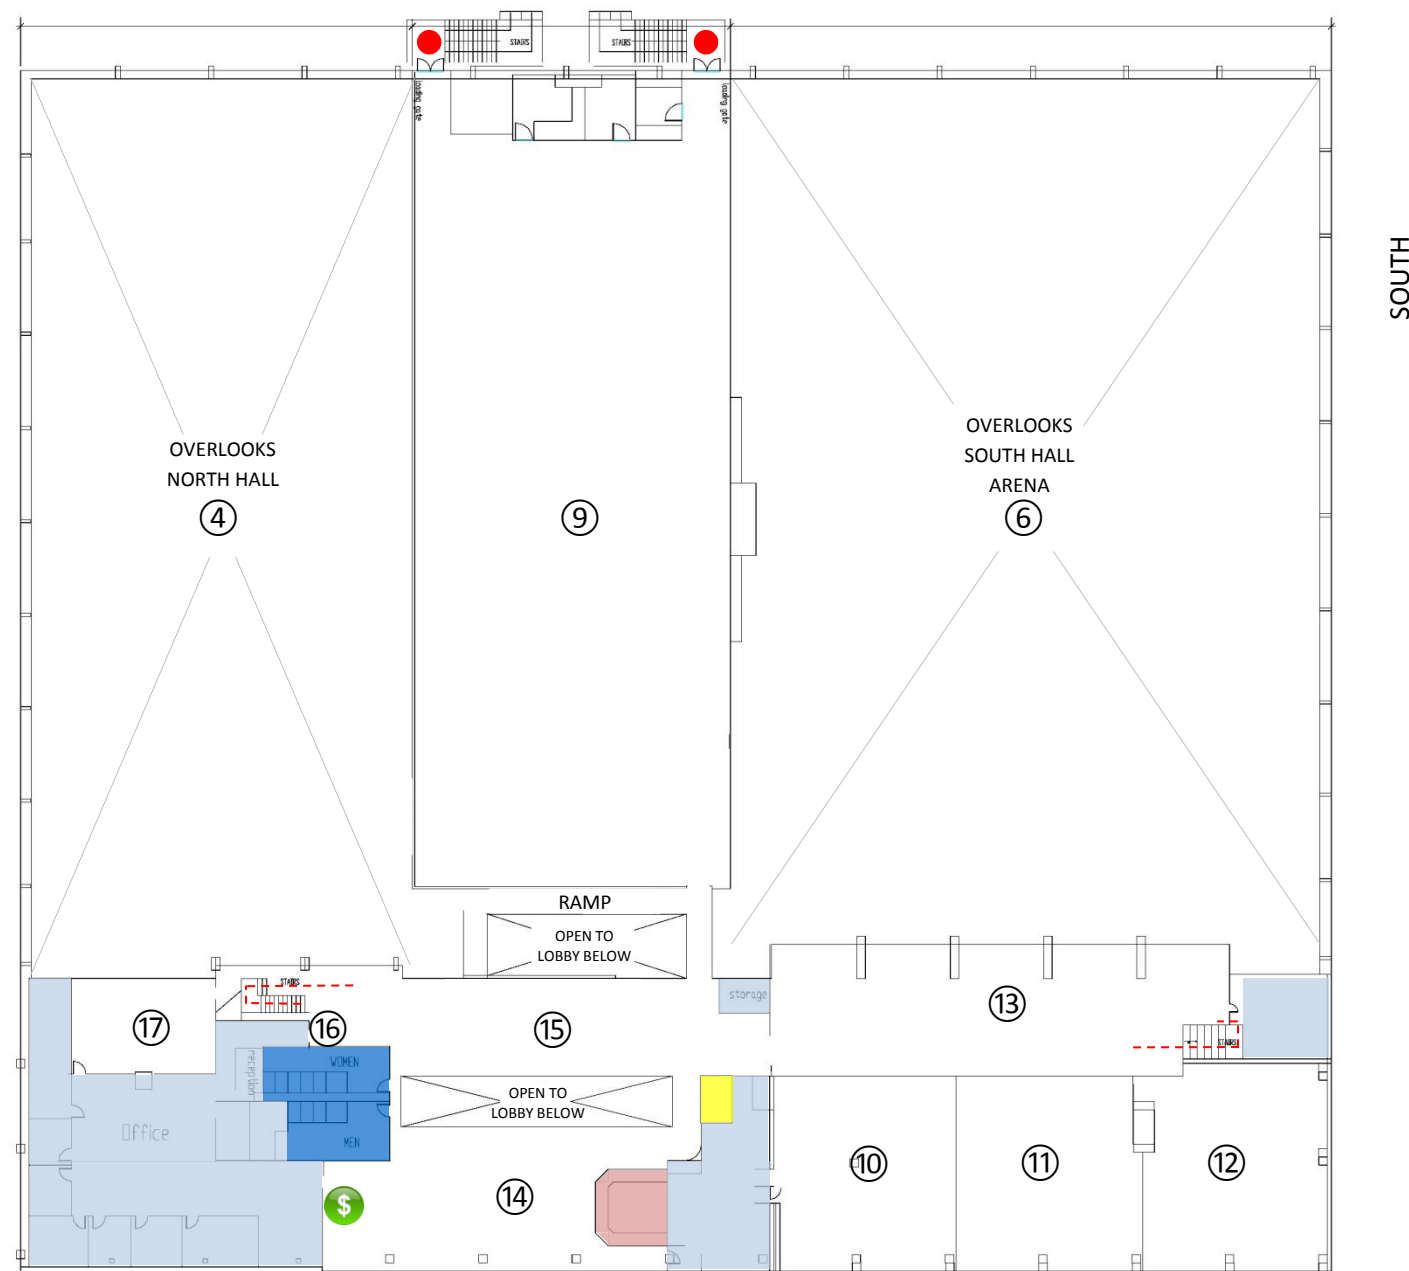 STAIRS
STAIRS
loading gate
loading gate
SOUTH
OVERLOOKS
NORTH HALL
④
⑨
OVERLOOKS
SOUTH HALL
ARENA
⑥
RAMP
OPEN TO
LOBBY BELOW
STAIRS
storage
⑬
⑰
⑯
⑮
STAIRS
reception
WOMEN
OPEN TO
LOBBY BELOW
Office
MEN
⑩
⑪
⑫
$
⑭